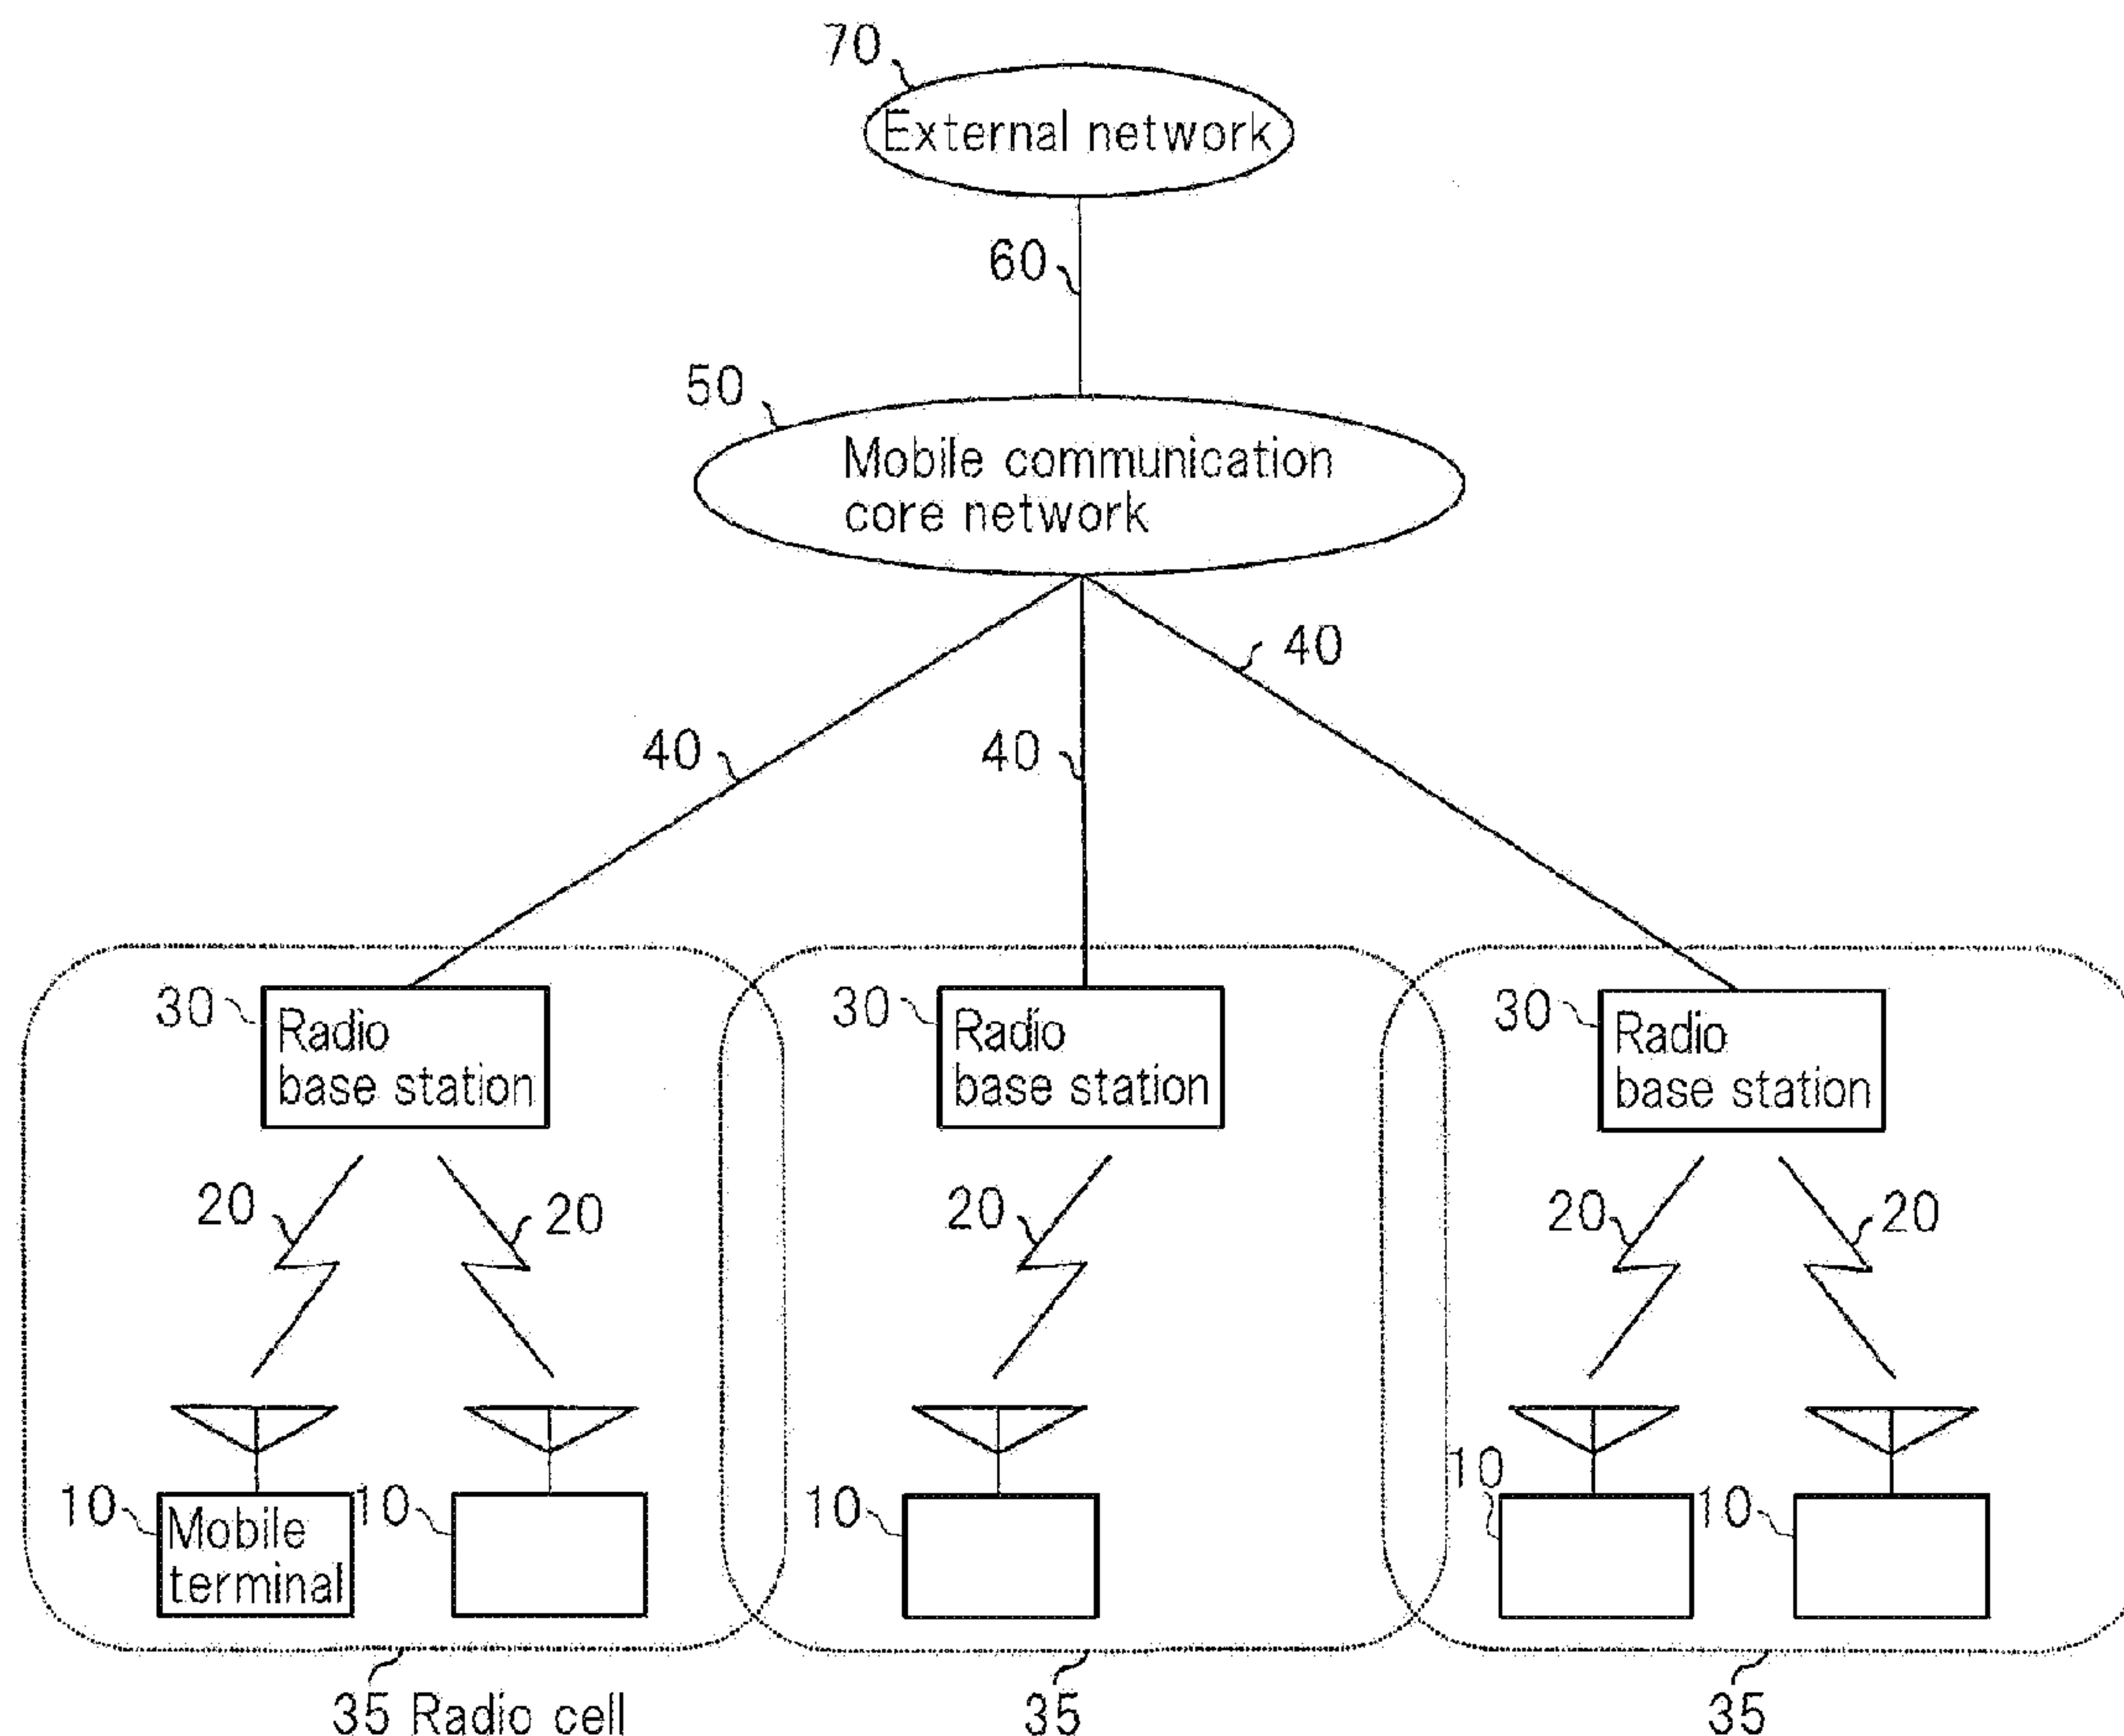 70
External network
60
50
Mobile communication
core network
40
40
40
30
Radio
base station
30
Radio
base station
30
Radio
base station
20
20
20
20
20
10
Mobile
terminal
10
10
10
10
35 Radio cell
35
35